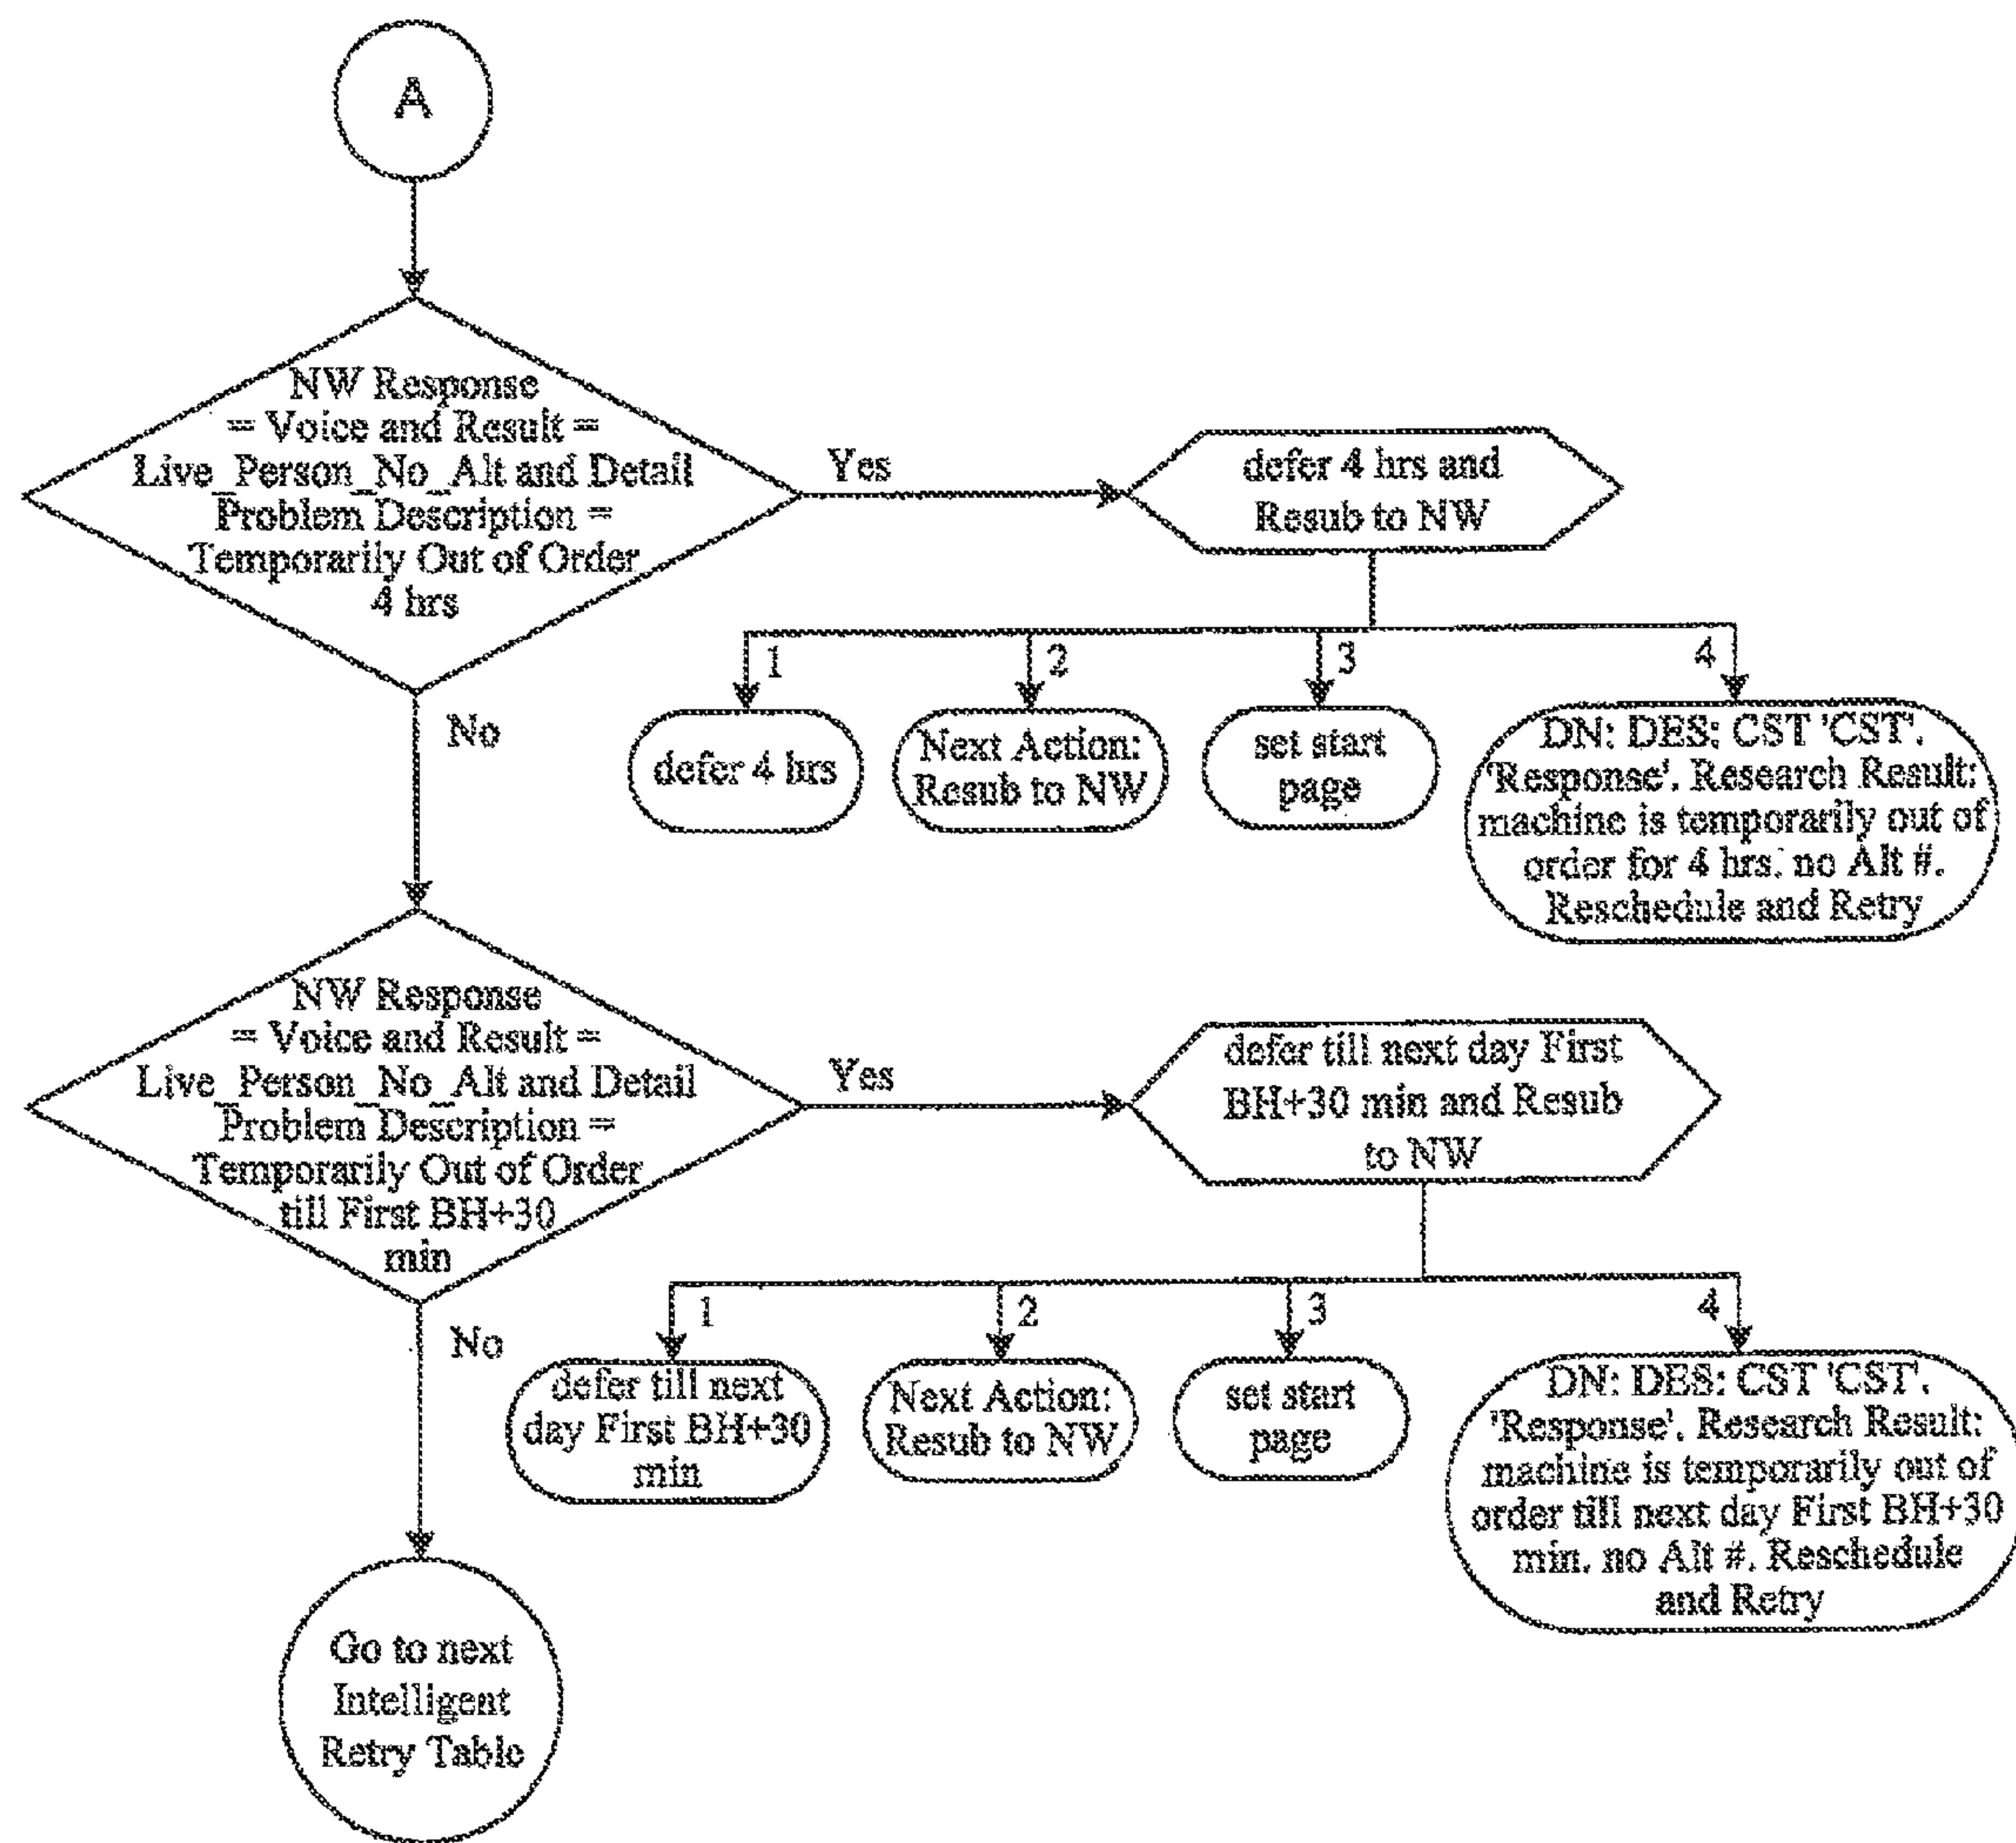 A
NW Response
= Voice and Result =
Live_Person_No_Alt and Detail
Problem Description =
Temporarily Out of Order
4 hrs
Yes
defer 4 hrs and
Resub to NW
1
2
3
4
No
defer 4 hrs
Next Action:
Resub to NW
set start
page
DN: DES: CST 'CST'.
'Response'. Research Result:
machine is temporarily out of
order for 4 hrs. no Alt #.
Reschedule and Retry
NW Response
= Voice and Result =
Live_Person_No_Alt and Detail
Problem Description =
Temporarily Out of Order
till First BH+30
min
Yes
defer till next day First
BH+30 min and Resub
to NW
1
2
3
4
No
defer till next
day First BH+30
min
Next Action:
Resub to NW
set start
page
DN: DES: CST 'CST'.
'Response'. Research Result:
machine is temporarily out of
order till next day First BH+30
min. no Alt #. Reschedule
and Retry
Go to next
Intelligent
Retry Table